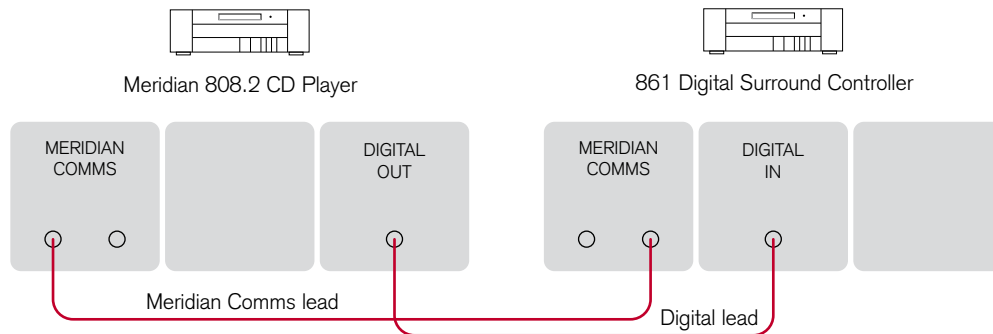 Meridian 808.2 CD Player
861 Digital Surround Controller
MERIDIAN
COMMS
DIGITAL
OUT
MERIDIAN
COMMS
DIGITAL
IN
Meridian Comms lead
Digital lead